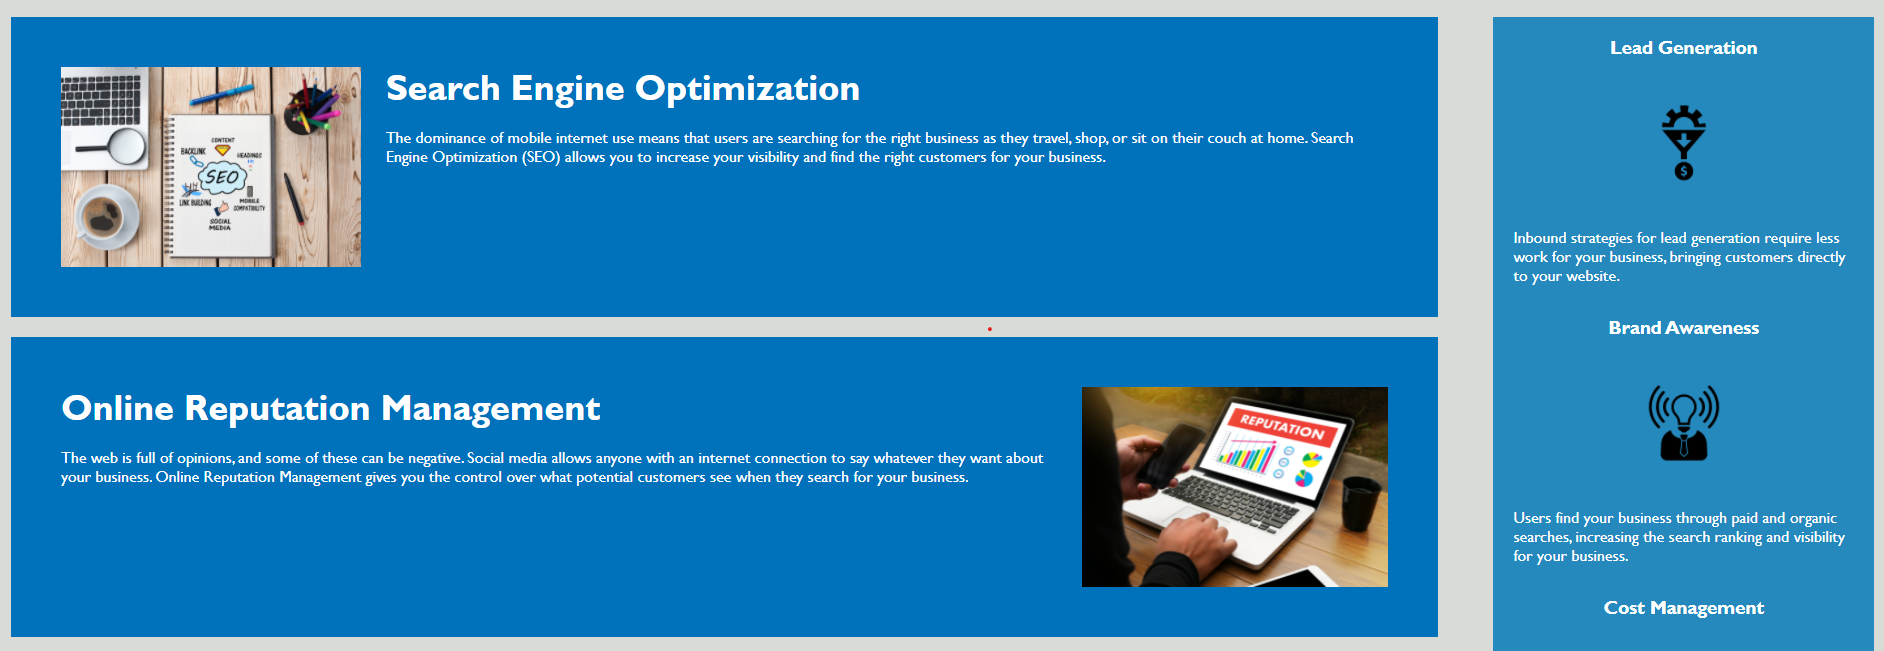 Search Engine Optimization
The dominance of mobile internet use means that users are searching for the right business as they travel, shop, or sit on their couch at home. Search
Engine Optimization (SEO) allows you to increase your visibility and find the right customers for your business.
CONTENT
BACKLINK
HEADINGS
SEO
LINK BUILDING
MOBILE
COMPATIBILITY
SOCIAL
MEDIA
Online Reputation Management
The web is full of opinions, and some of these can be negative. Social media allows anyone with an internet connection to say whatever they want about
your business. Online Reputation Management gives you the control over what potential customers see when they search for your business.
REPUTATION
Lead Generation
$
Inbound strategies for lead generation require less
work for your business, bringing customers directly
to your website.
Brand Awareness
Users find your business through paid and organic
searches, increasing the search ranking and visibility
for your business.
Cost Management